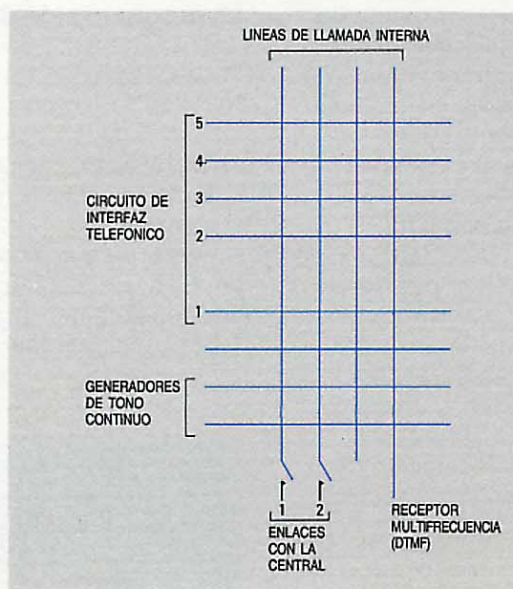 LINEAS DE LLAMADA INTERNA
5
4
3
2
1
CIRCUITO DE
INTERFAZ
TELEFONICO
GENERADORES
DE TONO
CONTINUO
1 2
ENLACES
CON LA
CENTRAL
RECEPTOR
MULTIFRECUENCIA
(DTMF)